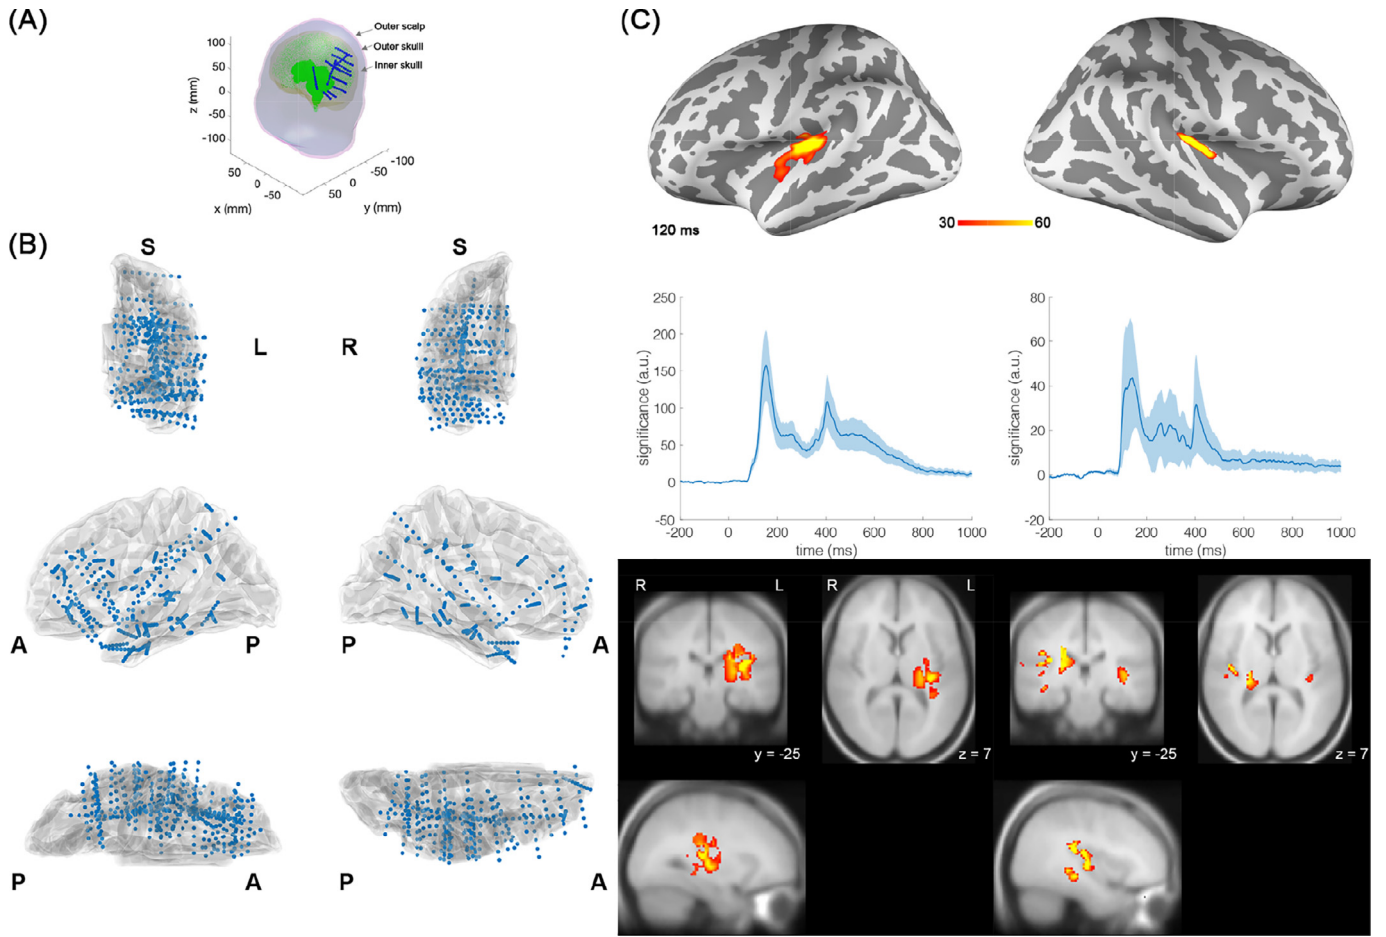 (A)
Outer scalp
Outer skulll
Inner skulll
100
50
0
-50
-100
z (mm)
50
0
-50
x (mm)
-100
-50
0
50
y (mm)
(B)
S
S
L
R
A
P
P
A
P
A
P
A
(C)
120 ms
30
60
250
200
150
100
50
0
-50
significance (a.u.)
-200
0
200
400
600
800
1000
time (ms)
80
60
40
20
0
-20
significance (a.u.)
-200
0
200
400
600
800
1000
time (ms)
R
L
y = -25
R
L
z = 7
y = -25
z = 7